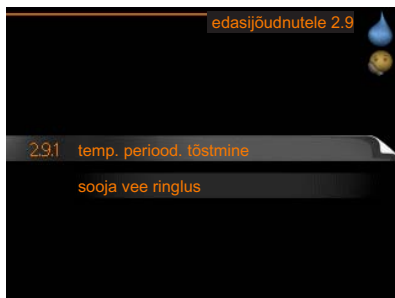 edasijõudnutele 2.9
2.9.1 temp. periood. tõstmine
sooja vee ringlus